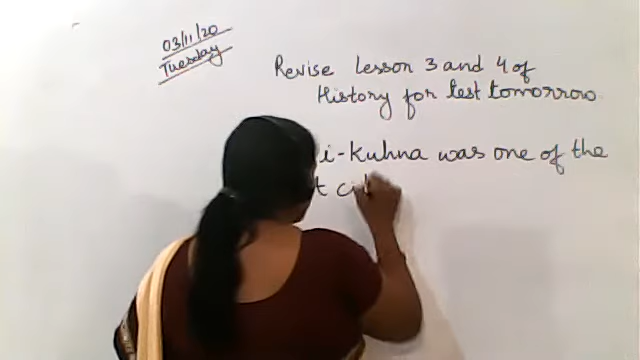 03/11/20
Tuesday
Revise Lesson 3 and 4 of
History for test tomorrow
i-Kuhna was one of the
t ci